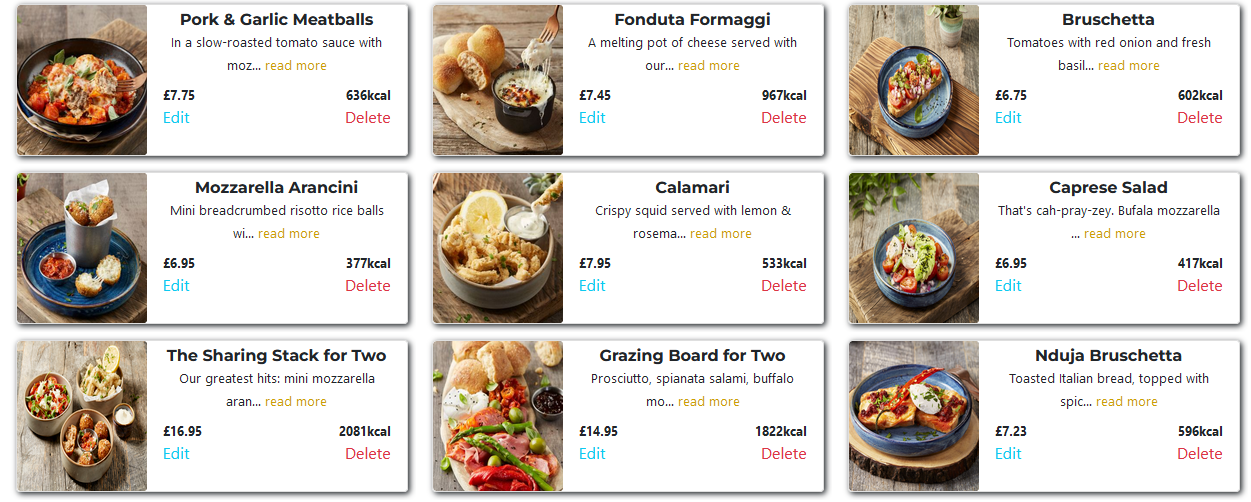 Pork & Garlic Meatballs
In a slow-roasted tomato sauce with
moz... read more
£7.75 636kcal
Edit Delete
Fonduta Formaggi
A melting pot of cheese served with
our... read more
£7.45 967kcal
Edit Delete
Bruschetta
Tomatoes with red onion and fresh
basil... read more
£6.75 602kcal
Edit Delete
Mozzarella Arancini
Mini breadcrumbed risotto rice balls
wi... read more
£6.95 377kcal
Edit Delete
Calamari
Crispy squid served with lemon &
rosema... read more
£7.95 533kcal
Edit Delete
Caprese Salad
That's cah-pray-zey. Bufala mozzarella
... read more
£6.95 417kcal
Edit Delete
The Sharing Stack for Two
Our greatest hits: mini mozzarella
aran... read more
£16.95 2081kcal
Edit Delete
Grazing Board for Two
Prosciutto, spianata salami, buffalo
mo... read more
£14.95 1822kcal
Edit Delete
Nduja Bruschetta
Toasted Italian bread, topped with
spic... read more
£7.23 596kcal
Edit Delete